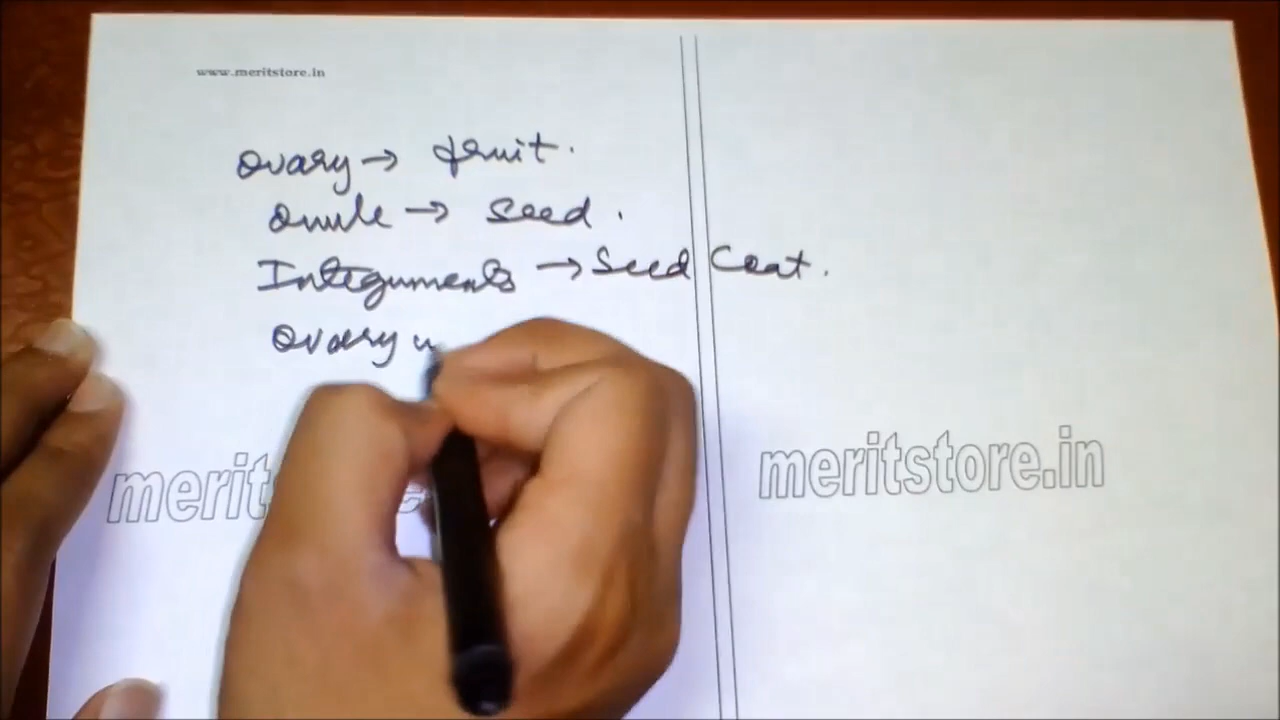 www.meritstore.in
Ovary → fruit.
Ovule → Seed.
Integuments → Seed Coat.
Ovary
meritstore.in